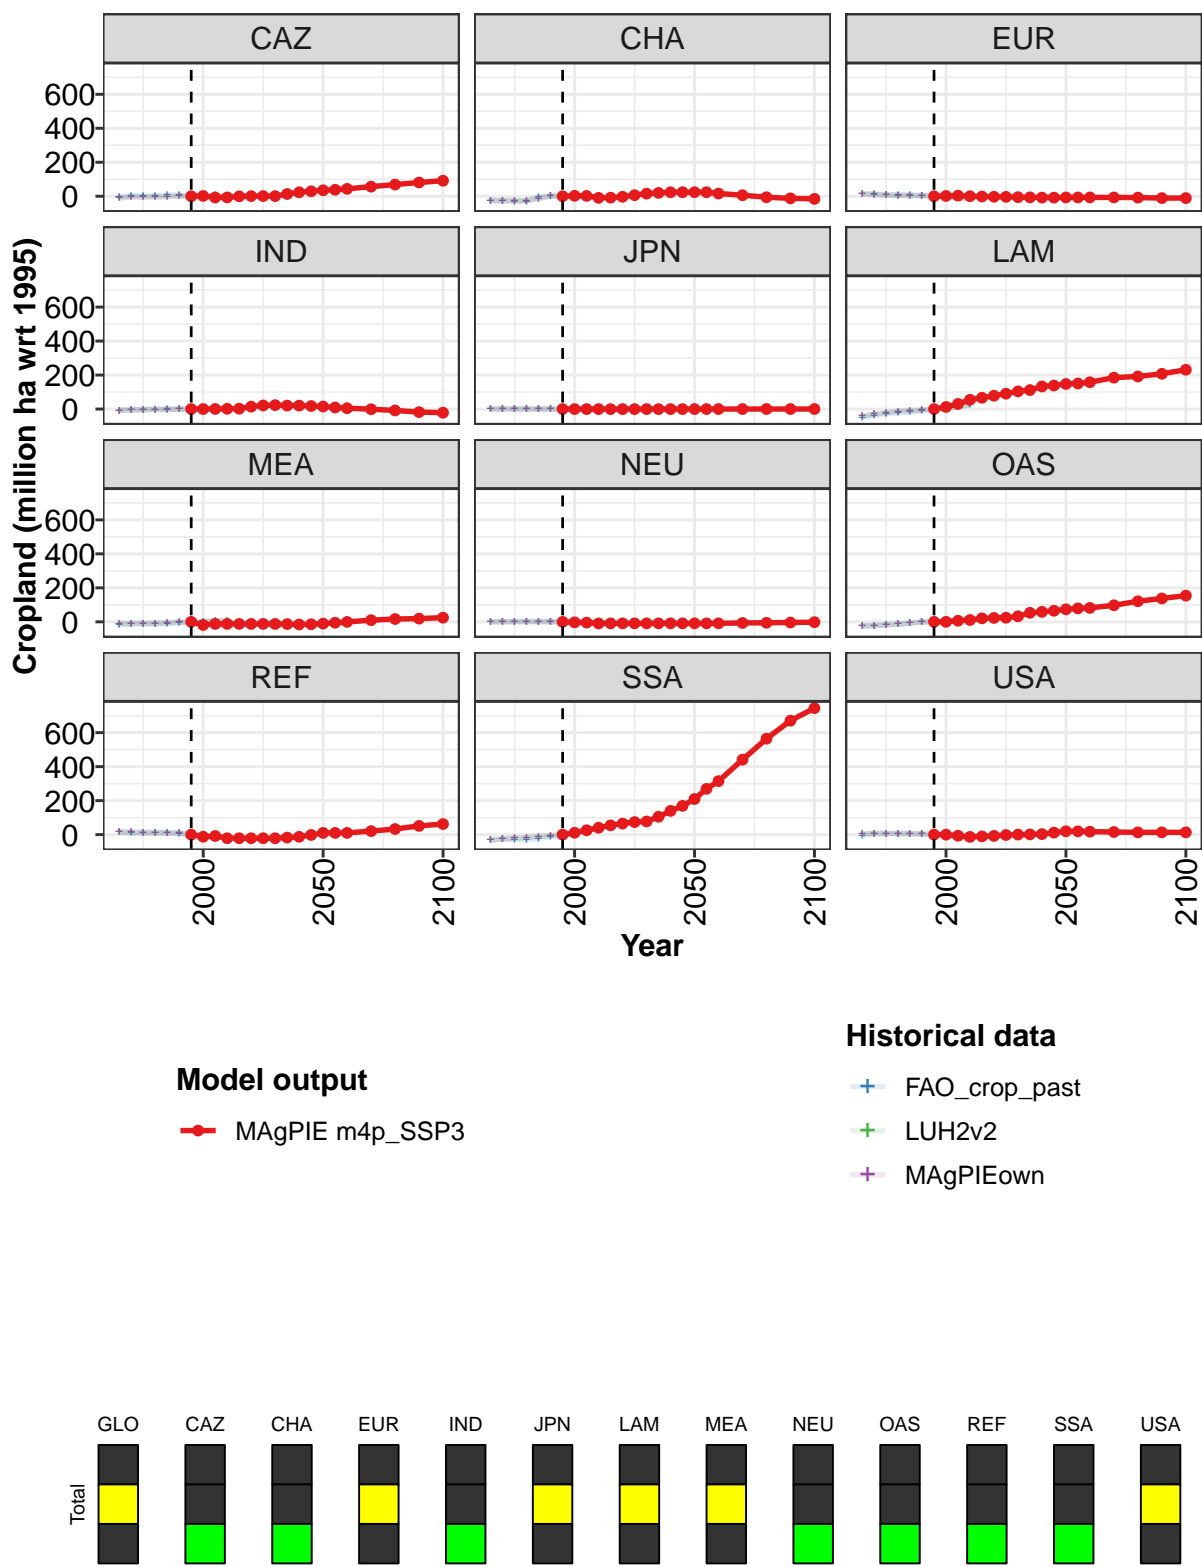 CAZ CHA EUR
600
400
200
0
IND JPN LAM
600
400
200
0
MEA NEU OAS
600
400
200
0
REF SSA USA
600
400
200
0
Cropland (million ha wrt 1995)
2000 2050 2100 2000 2050 2100 2000 2050 2100
Year
Model output
MAgPIE m4p_SSP3
Historical data
FAO_crop_past
LUH2v2
MAgPIEown
GLO CAZ CHA EUR IND JPN LAM MEA NEU OAS REF SSA USA
Total